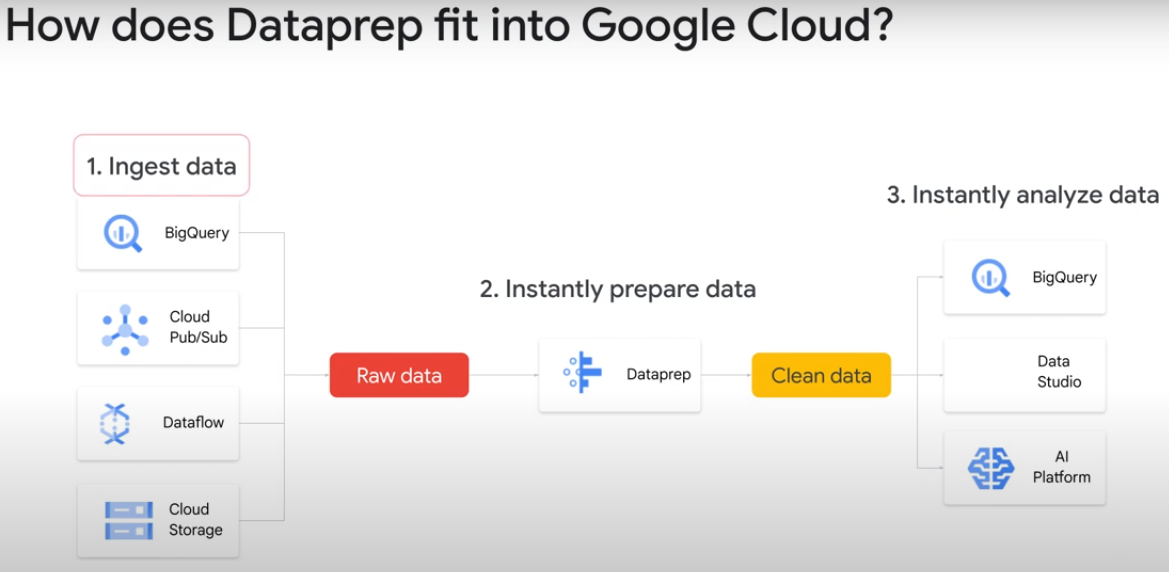 How does Dataprep fit into Google Cloud?
1. Ingest data
BigQuery
Cloud
Pub/Sub
Dataflow
Cloud
Storage
Raw data
2. Instantly prepare data
Dataprep
Clean data
3. Instantly analyze data
BigQuery
Data
Studio
AI
Platform